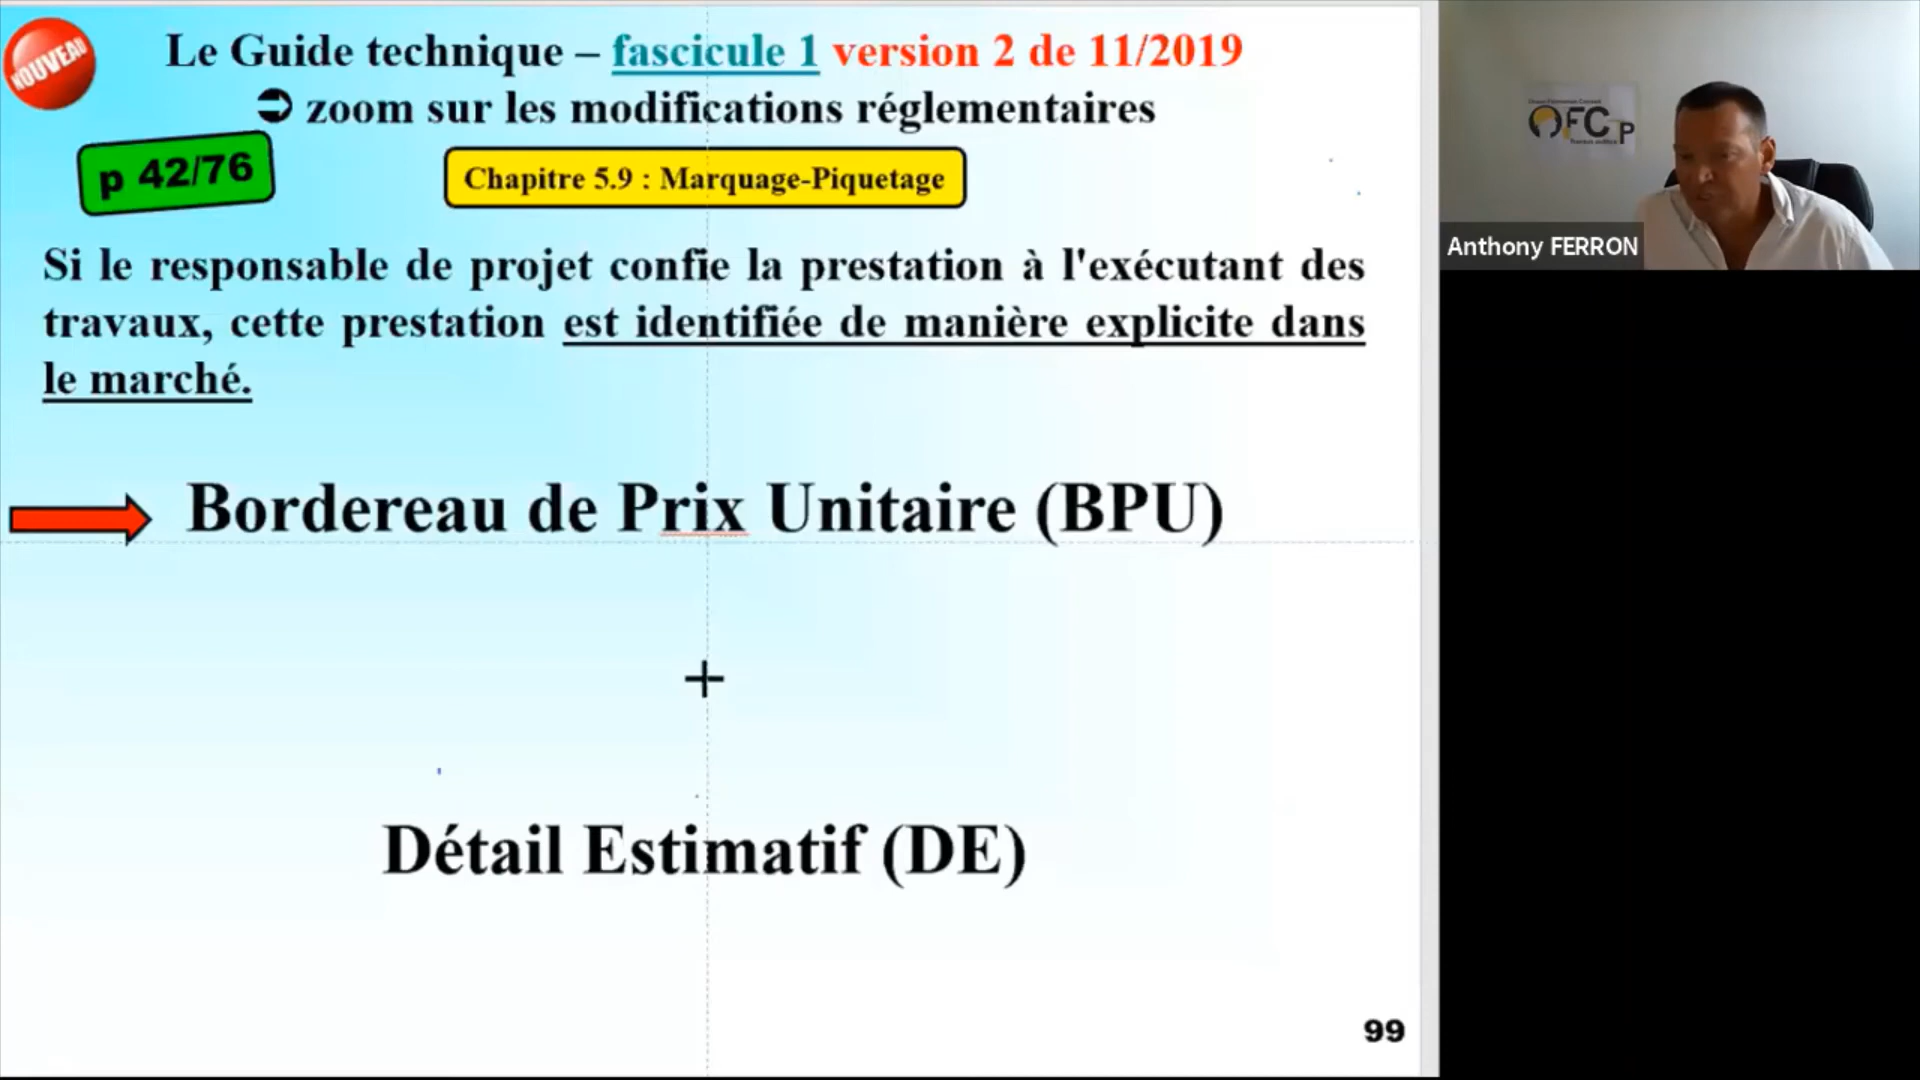 NOUVEAU
Le Guide technique – fascicule 1 version 2 de 11/2019
➲ zoom sur les modifications réglementaires
p 42/76
Chapitre 5.9 : Marquage-Piquetage
Si le responsable de projet confie la prestation à l'exécutant des
travaux, cette prestation est identifiée de manière explicite dans
le marché.
Bordereau de Prix Unitaire (BPU)
+
Détail Estimatif (DE)
99
OFC
TP
Anthony FERRON